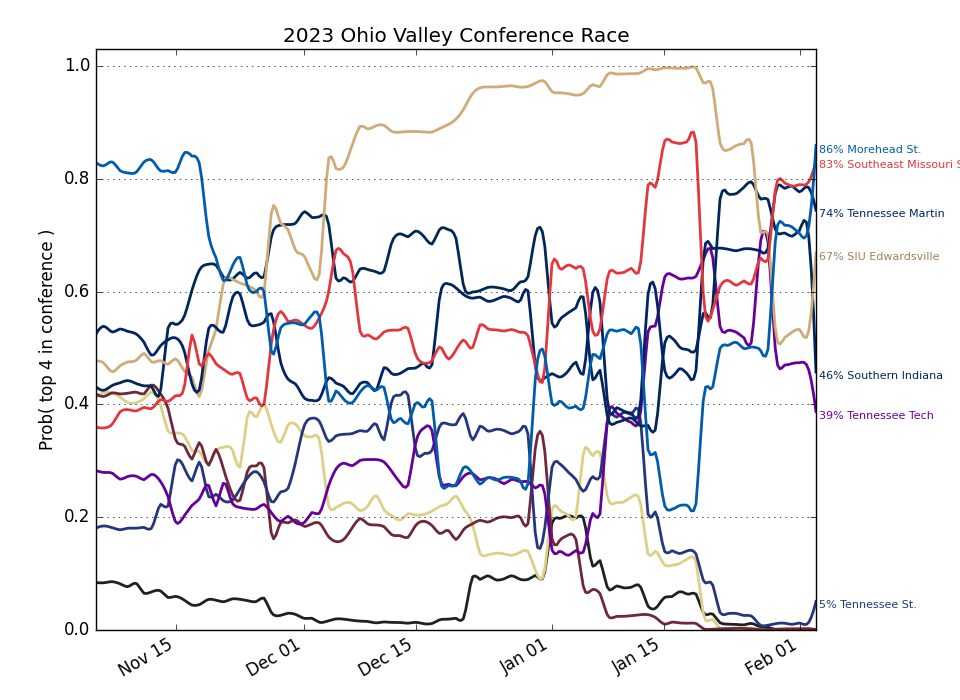 2023 Ohio Valley Conference Race
Prob( top 4 in conference )
1.0
0.8
0.6
0.4
0.2
0.0
Nov 15
Dec 01
Dec 15
Jan 01
Jan 15
Feb 01
86% Morehead St.
83% Southeast Missouri S
74% Tennessee Martin
67% SIU Edwardsville
46% Southern Indiana
39% Tennessee Tech
5% Tennessee St.